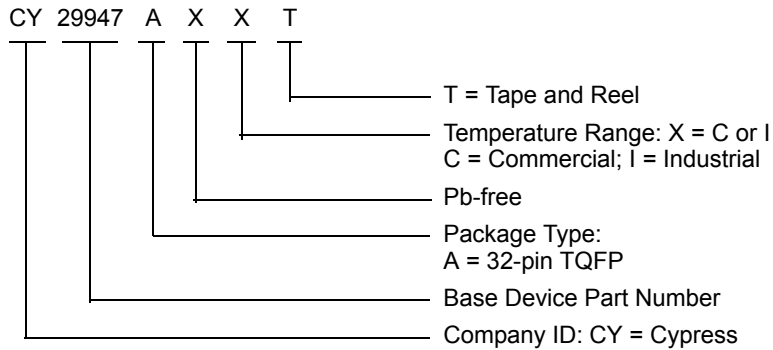 CY 29947 A X X T
T = Tape and Reel
Temperature Range: X = C or I
C = Commercial; I = Industrial
Pb-free
Package Type:
A = 32-pin TQFP
Base Device Part Number
Company ID: CY = Cypress